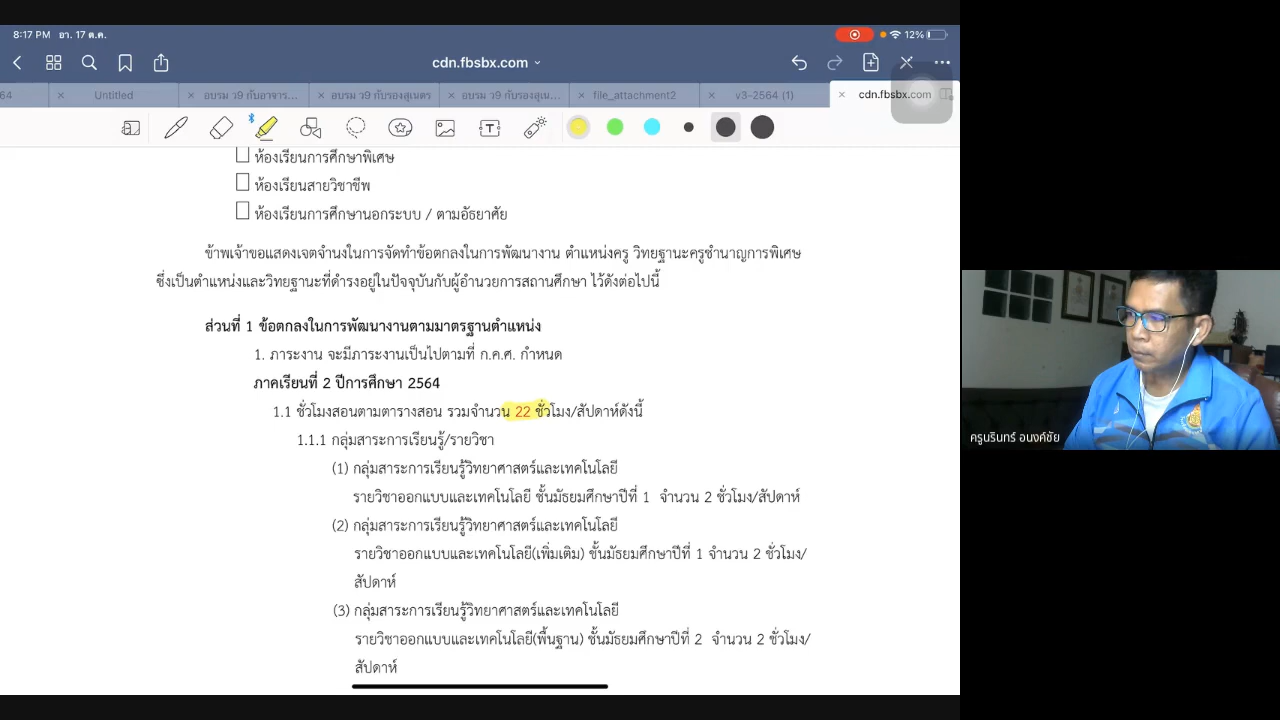 8:17 PM อา. 17 ต.ค.
12%
cdn.fbsbx.com
64
Untitled
อบรม ว9 กับอาจาร...
อบรม ว9 กับรองสุเนตร
อบรม ว9 กับรองสุเน...
file_attachment2
v3-2564 (1)
cdn.fbsbx.com
ห้องเรียนการศึกษาพิเศษ
ห้องเรียนสายวิชาชีพ
ห้องเรียนการศึกษานอกระบบ / ตามอัธยาศัย
ข้าพเจ้าขอแสดงเจตจำนงในการจัดทำข้อตกลงในการพัฒนางาน ตำแหน่งครู วิทยฐานะครูชำนาญการพิเศษ
ซึ่งเป็นตำแหน่งและวิทยฐานะที่ดำรงอยู่ในปัจจุบันกับผู้อำนวยการสถานศึกษา ไว้ดังต่อไปนี้
ส่วนที่ 1 ข้อตกลงในการพัฒนางานตามมาตรฐานตำแหน่ง
1. ภาระงาน จะมีภาระงานเป็นไปตามที่ ก.ค.ศ. กำหนด
ภาคเรียนที่ 2 ปีการศึกษา 2564
1.1 ชั่วโมงสอนตามตารางสอน รวมจำนวน 22 ชั่วโมง/สัปดาห์ดังนี้
1.1.1 กลุ่มสาระการเรียนรู้/รายวิชา
(1) กลุ่มสาระการเรียนรู้วิทยาศาสตร์และเทคโนโลยี
รายวิชาออกแบบและเทคโนโลยี ชั้นมัธยมศึกษาปีที่ 1 จำนวน 2 ชั่วโมง/สัปดาห์
(2) กลุ่มสาระการเรียนรู้วิทยาศาสตร์และเทคโนโลยี
รายวิชาออกแบบและเทคโนโลยี(เพิ่มเติม) ชั้นมัธยมศึกษาปีที่ 1 จำนวน 2 ชั่วโมง/
สัปดาห์
(3) กลุ่มสาระการเรียนรู้วิทยาศาสตร์และเทคโนโลยี
รายวิชาออกแบบและเทคโนโลยี(พื้นฐาน) ชั้นมัธยมศึกษาปีที่ 2 จำนวน 2 ชั่วโมง/
สัปดาห์
ครูนรินทร์ อนงค์ชัย